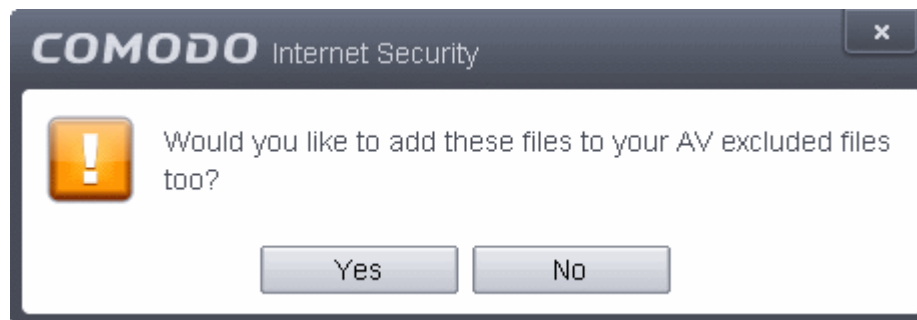 COMODO Internet Security
Would you like to add these files to your AV excluded files
too?
Yes No